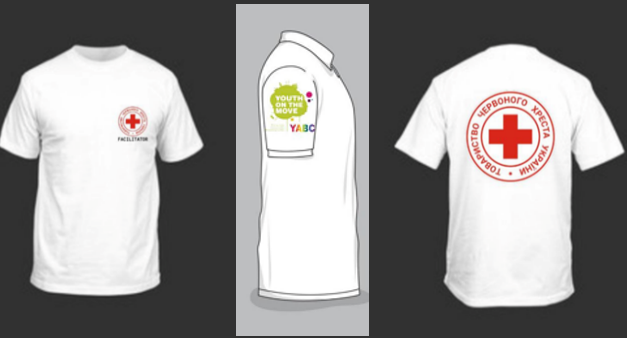 FACILITATOR
YOUTH
ON THE
MOVE
YABC
ТОВАРИСТВО ЧЕРВОНОГО ХРЕСТА УКРАЇНИ